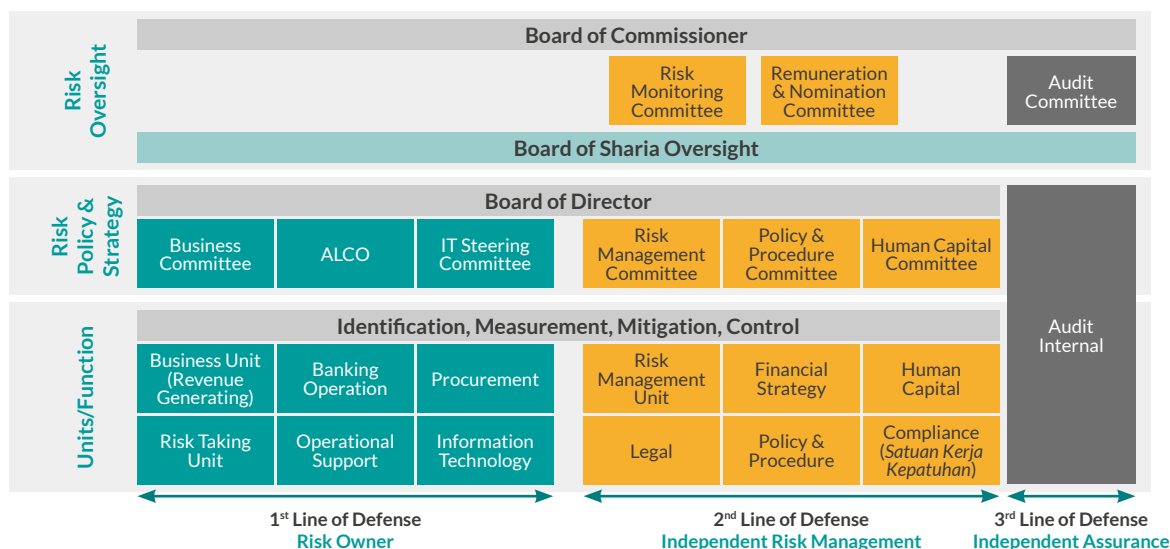 Risk
Oversight
Board of Commissioner
Risk
Monitoring
Committee
Remuneration
& Nomination
Committee
Audit
Committee
Board of Sharia Oversight
Risk
Policy &
Strategy
Board of Director
Business
Committee
ALCO
IT Steering
Committee
Risk
Management
Committee
Policy &
Procedure
Committee
Human Capital
Committee
Audit
Internal
Units/Function
Identification, Measurement, Mitigation, Control
Business Unit
(Revenue
Generating)
Banking
Operation
Procurement
Risk
Management
Unit
Financial
Strategy
Human
Capital
Risk Taking
Unit
Operational
Support
Information
Technology
Legal
Policy &
Procedure
Compliance
(Satuan Kerja
Kepatuhan)
1st Line of Defense
Risk Owner
2nd Line of Defense
Independent Risk Management
3rd Line of Defense
Independent Assurance